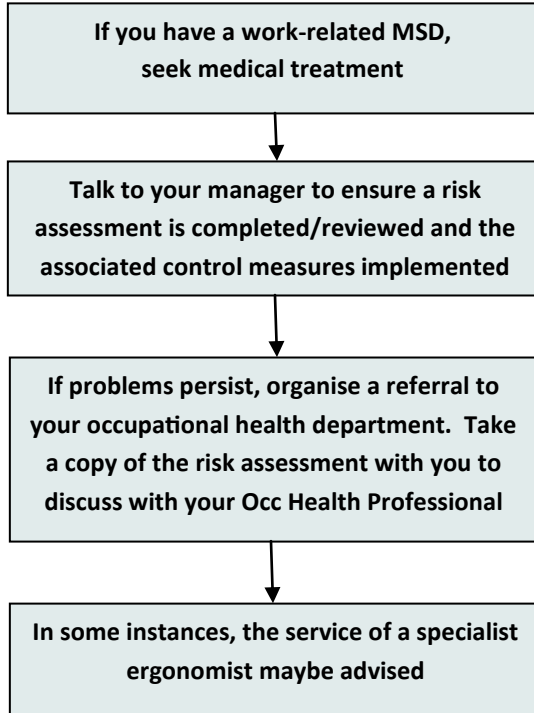 If you have a work-related MSD,
seek medical treatment
Talk to your manager to ensure a risk
assessment is completed/reviewed and the
associated control measures implemented
If problems persist, organise a referral to
your occupational health department.  Take
a copy of the risk assessment with you to
discuss with your Occ Health Professional
In some instances, the service of a specialist
ergonomist maybe advised